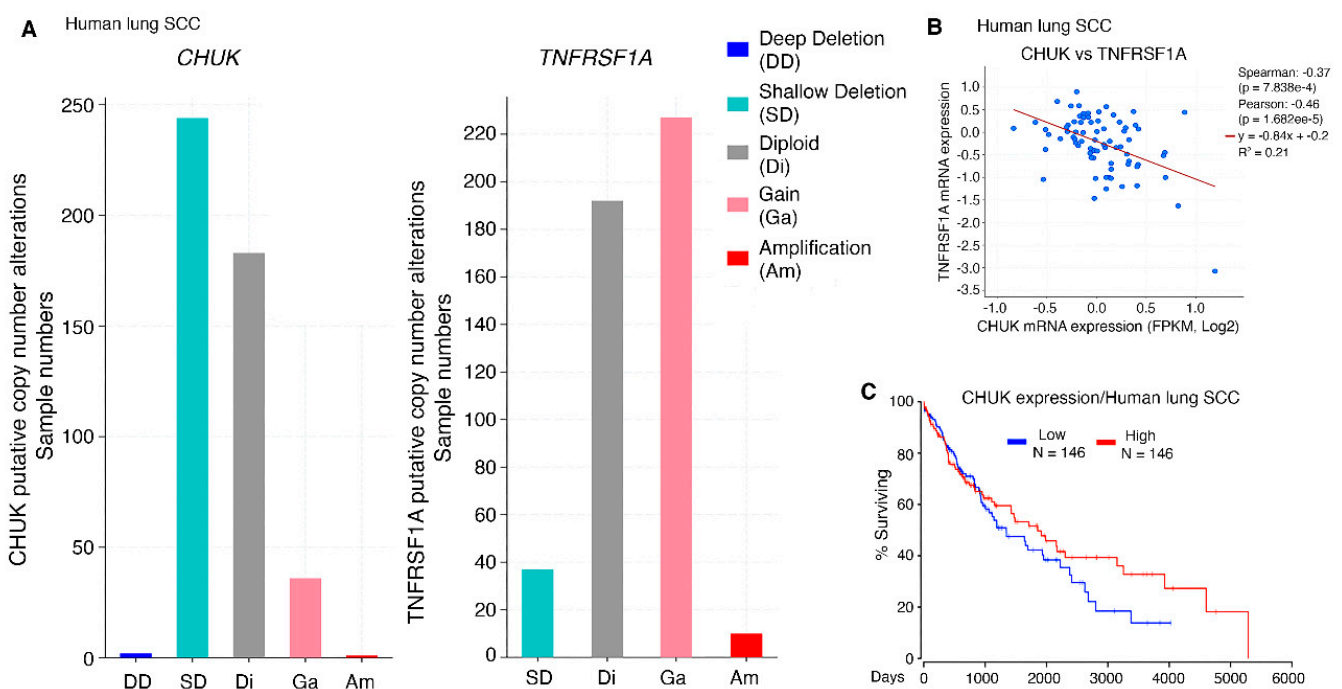 A
Human lung SCC
CHUK
CHUK putative copy number alterations
Sample numbers
250
200
150
100
50
0
DD
SD
Di
Ga
Am
TNFRSF1A
TNFRSF1A putative copy number alterations
Sample numbers
220
200
180
160
140
120
100
80
60
40
20
0
SD
Di
Ga
Am
Deep Deletion
(DD)
Shallow Deletion
(SD)
Diploid
(Di)
Gain
(Ga)
Amplification
(Am)
B
Human lung SCC
CHUK vs TNFRSF1A
TNFRSF1A mRNA expression
1.0
0.5
0.0
-0.5
-1.0
-1.5
-2.0
-2.5
-3.0
-3.5
-1.0
-0.5
0.0
0.5
1.0
CHUK mRNA expression (FPKM, Log2)
Spearman: -0.37
(p = 7.838e-4)
Pearson: -0.46
(p = 1.682ee-5)
y = -0.84x + -0.2
R² = 0.21
C
CHUK expression/Human lung SCC
Low
N = 146
High
N = 146
% Surviving
100
80
60
40
20
0
Days
0
1000
2000
3000
4000
5000
6000